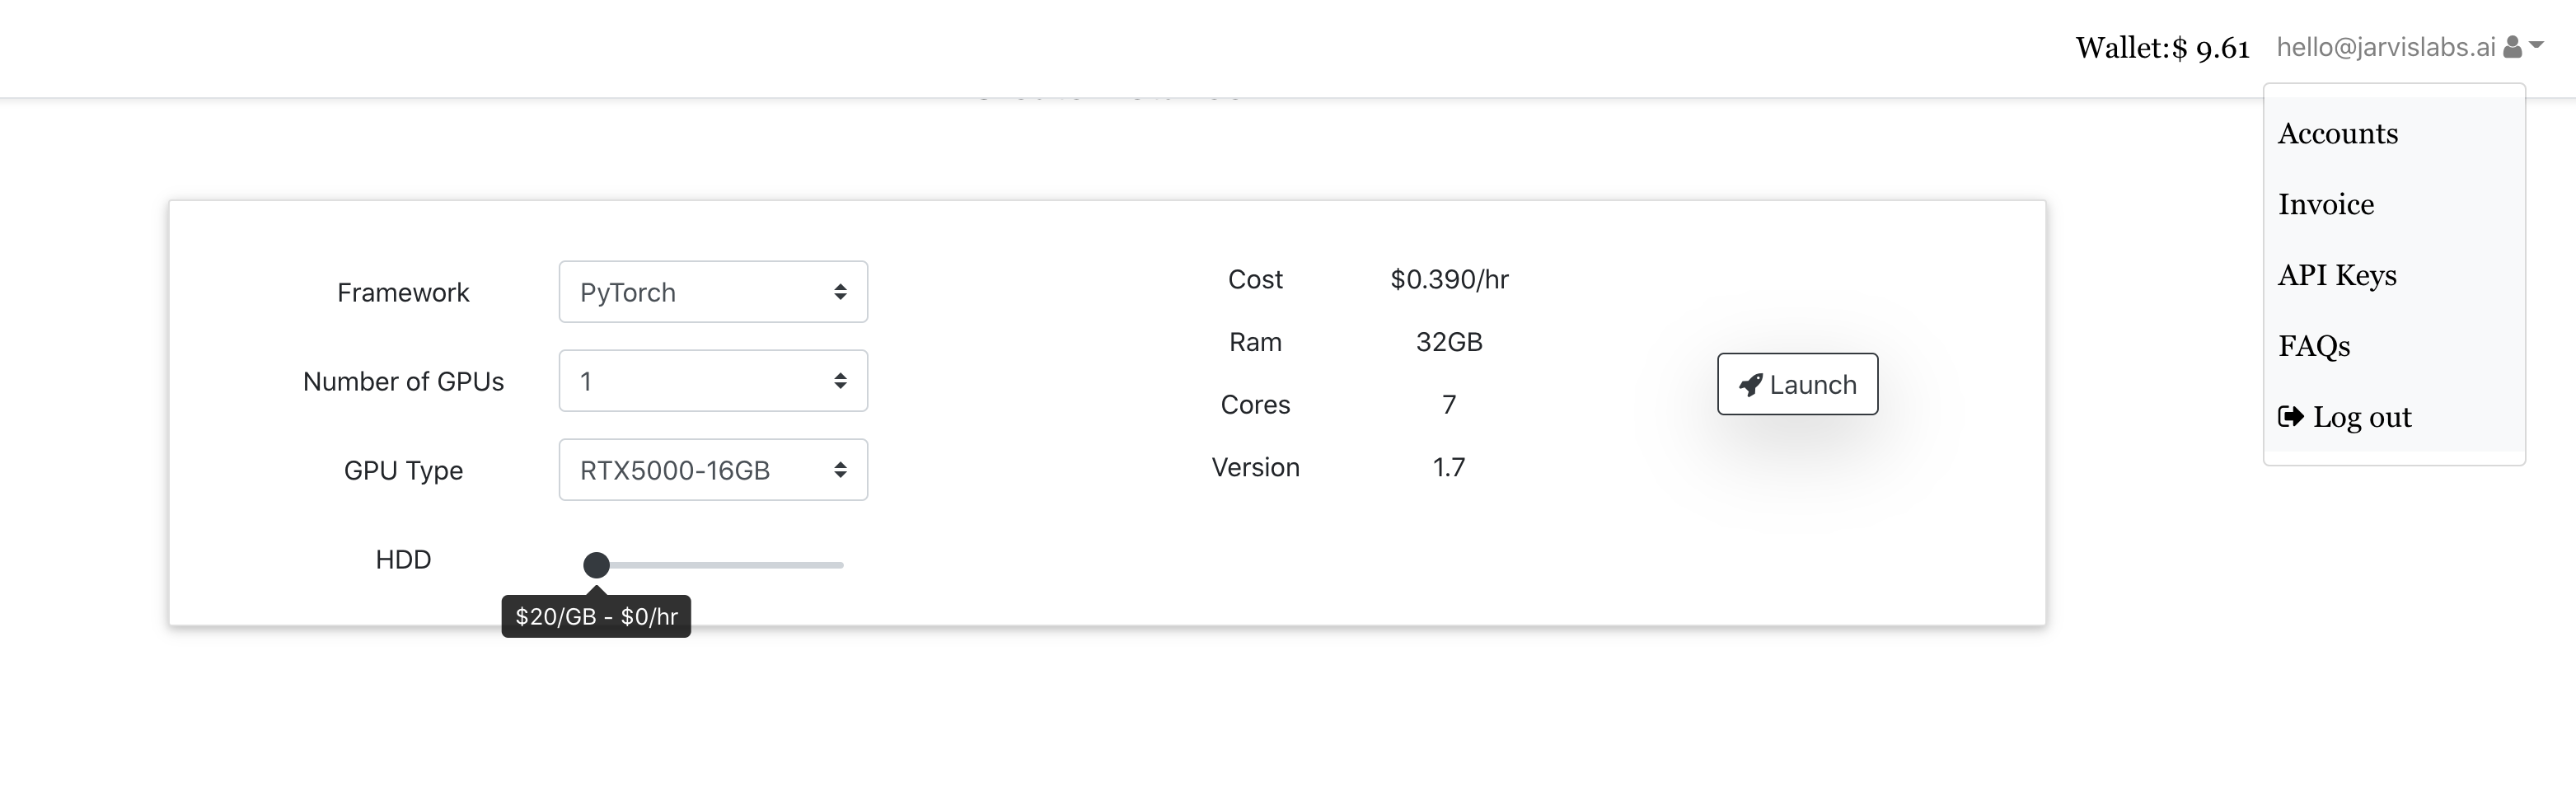 Wallet:$ 9.61 hello@jarvislabs.ai
Accounts
Invoice
API Keys
FAQs
Log out
Framework PyTorch
Number of GPUs 1
GPU Type RTX5000-16GB
HDD
$20/GB - $0/hr
Cost $0.390/hr
Ram 32GB
Cores 7
Version 1.7
Launch